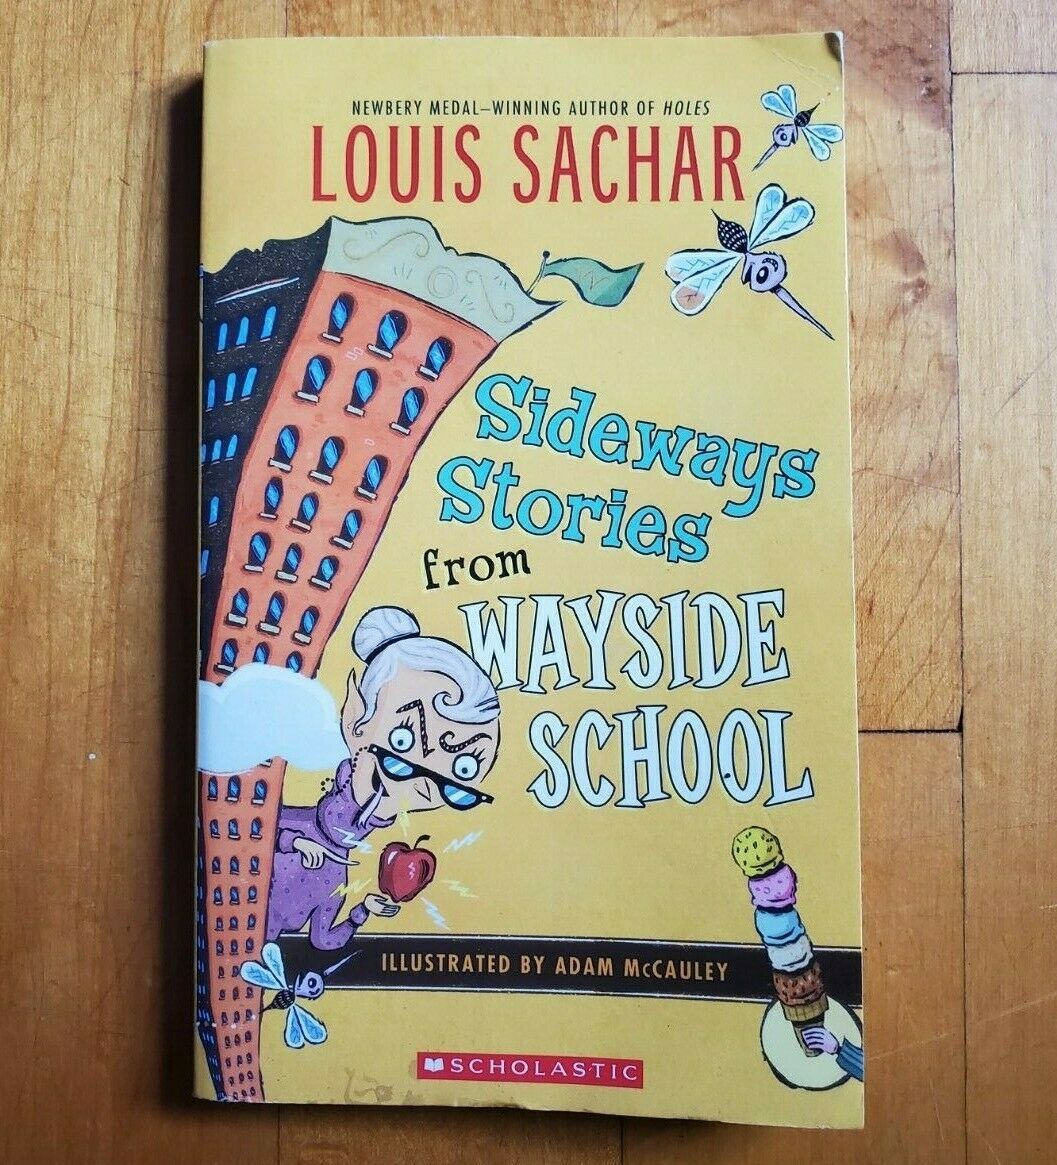 NEWBERY MEDAL–WINNING AUTHOR OF HOLES
LOUIS SACHAR
W
Sideways
Stories
from
WAYSIDE
SCHOOL
ILLUSTRATED BY ADAM McCAULEY
SCHOLASTIC